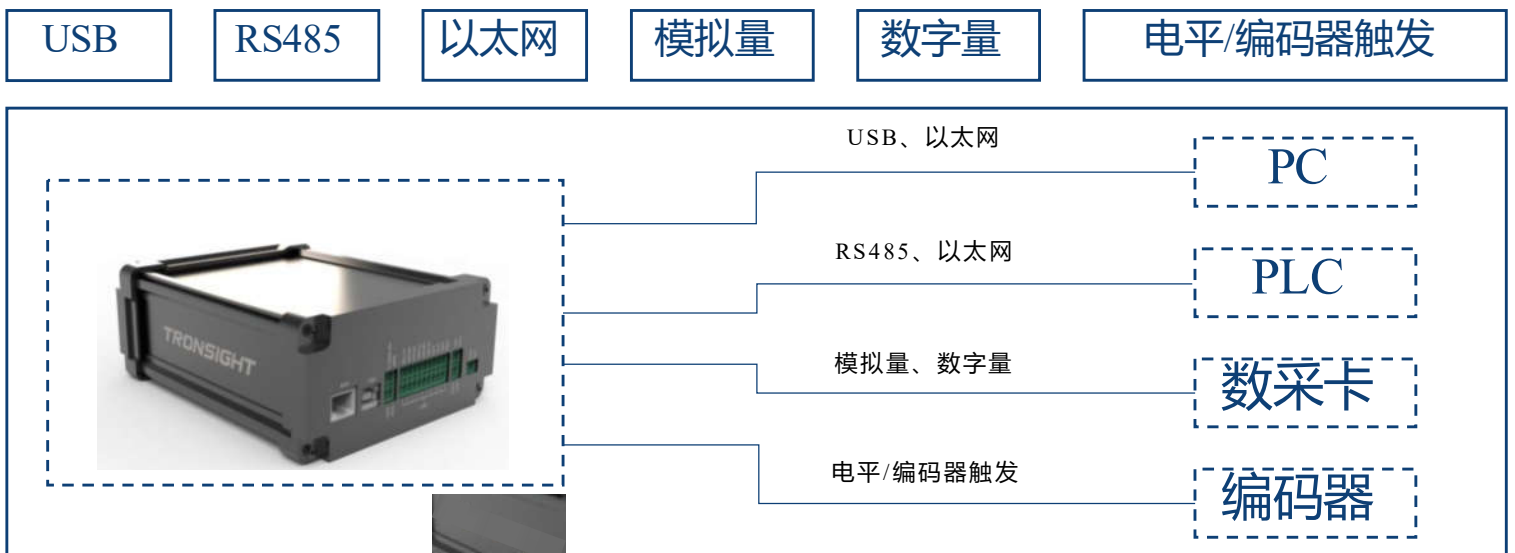 USB
RS485
以太网
模拟量
数字量
电平/编码器触发
USB、以太网
PC
RS485、以太网
PLC
TRONSIGHT
模拟量、数字量
数采卡
电平/编码器触发
编码器